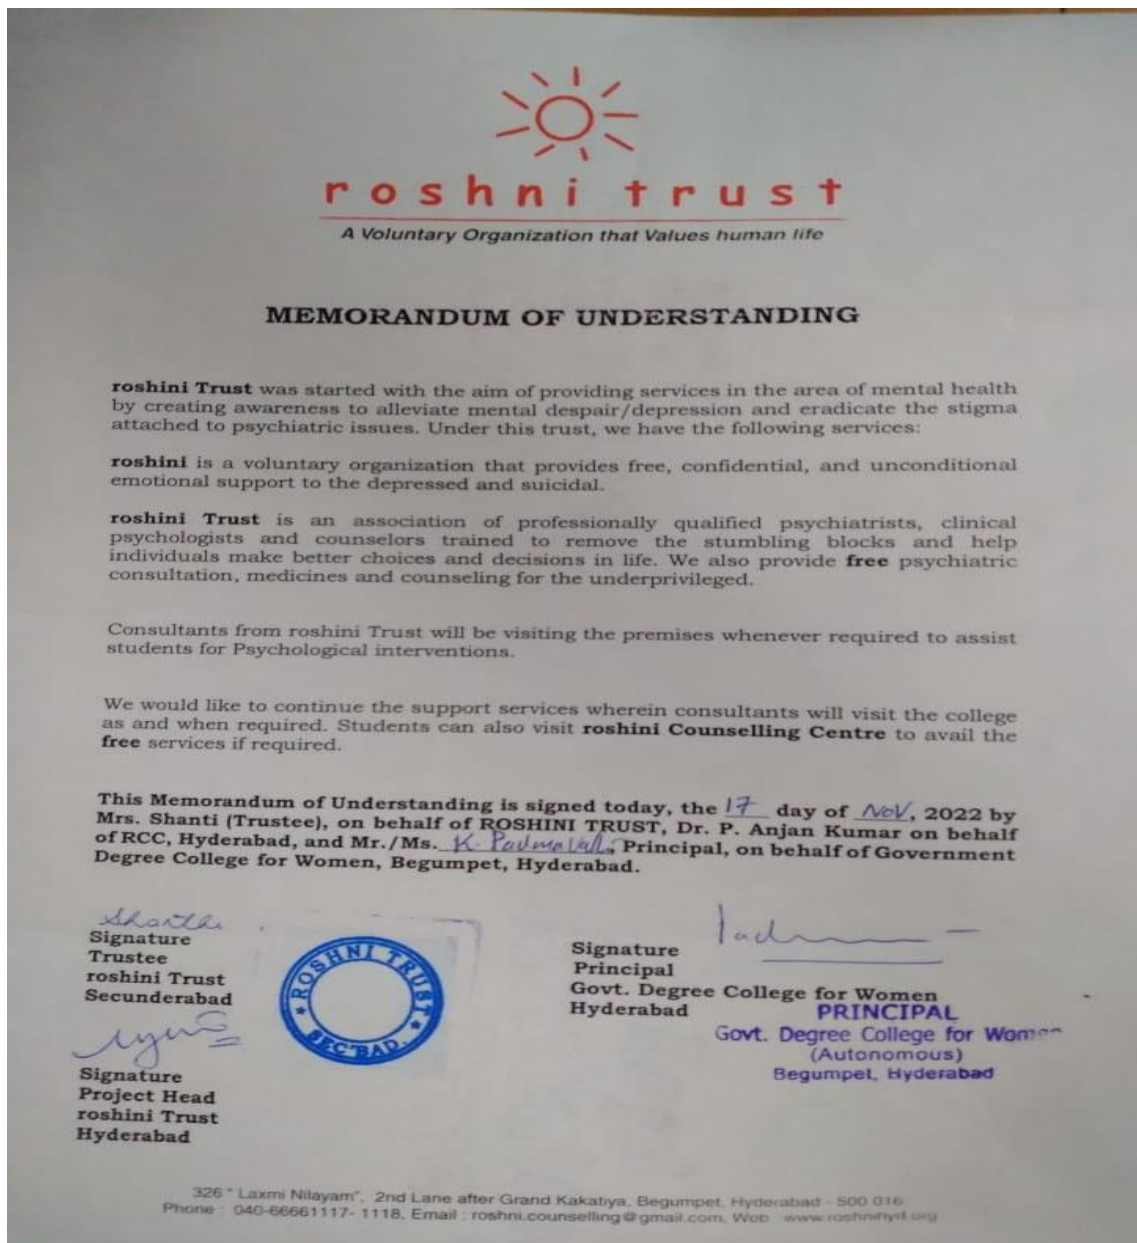 roshni trust
A Voluntary Organization that Values human life
MEMORANDUM OF UNDERSTANDING
roshini Trust was started with the aim of providing services in the area of mental health
by creating awareness to alleviate mental despair/depression and eradicate the stigma
attached to psychiatric issues. Under this trust, we have the following services:
roshini is a voluntary organization that provides free, confidential, and unconditional
emotional support to the depressed and suicidal.
roshini Trust is an association of professionally qualified psychiatrists, clinical
psychologists and counselors trained to remove the stumbling blocks and help
individuals make better choices and decisions in life. We also provide free psychiatric
consultation, medicines and counseling for the underprivileged.
Consultants from roshini Trust will be visiting the premises whenever required to assist
students for Psychological interventions.
We would like to continue the support services wherein consultants will visit the college
as and when required. Students can also visit roshini Counselling Centre to avail the
free services if required.
This Memorandum of Understanding is signed today, the 17 day of Nov, 2022 by
Mrs. Shanti (Trustee), on behalf of ROSHINI TRUST, Dr. P. Anjan Kumar on behalf
of RCC, Hyderabad, and Mr./Ms. K. Padmavati, Principal, on behalf of Government
Degree College for Women, Begumpet, Hyderabad.
Signature
Trustee
roshini Trust
Secunderabad
ROSHNI TRUST
SEC'BAD.
Signature
Principal
Govt. Degree College for Women
Hyderabad
PRINCIPAL
Govt. Degree College for Women
(Autonomous)
Begumpet, Hyderabad
Signature
Project Head
roshini Trust
Hyderabad
326 " Laxmi Nilayam", 2nd Lane after Grand Kakatiya, Begumpet, Hyderabad - 500 016
Phone : 040-66661117- 1118, Email : roshni.counselling@gmail.com, Web : www.roshnihyd.org